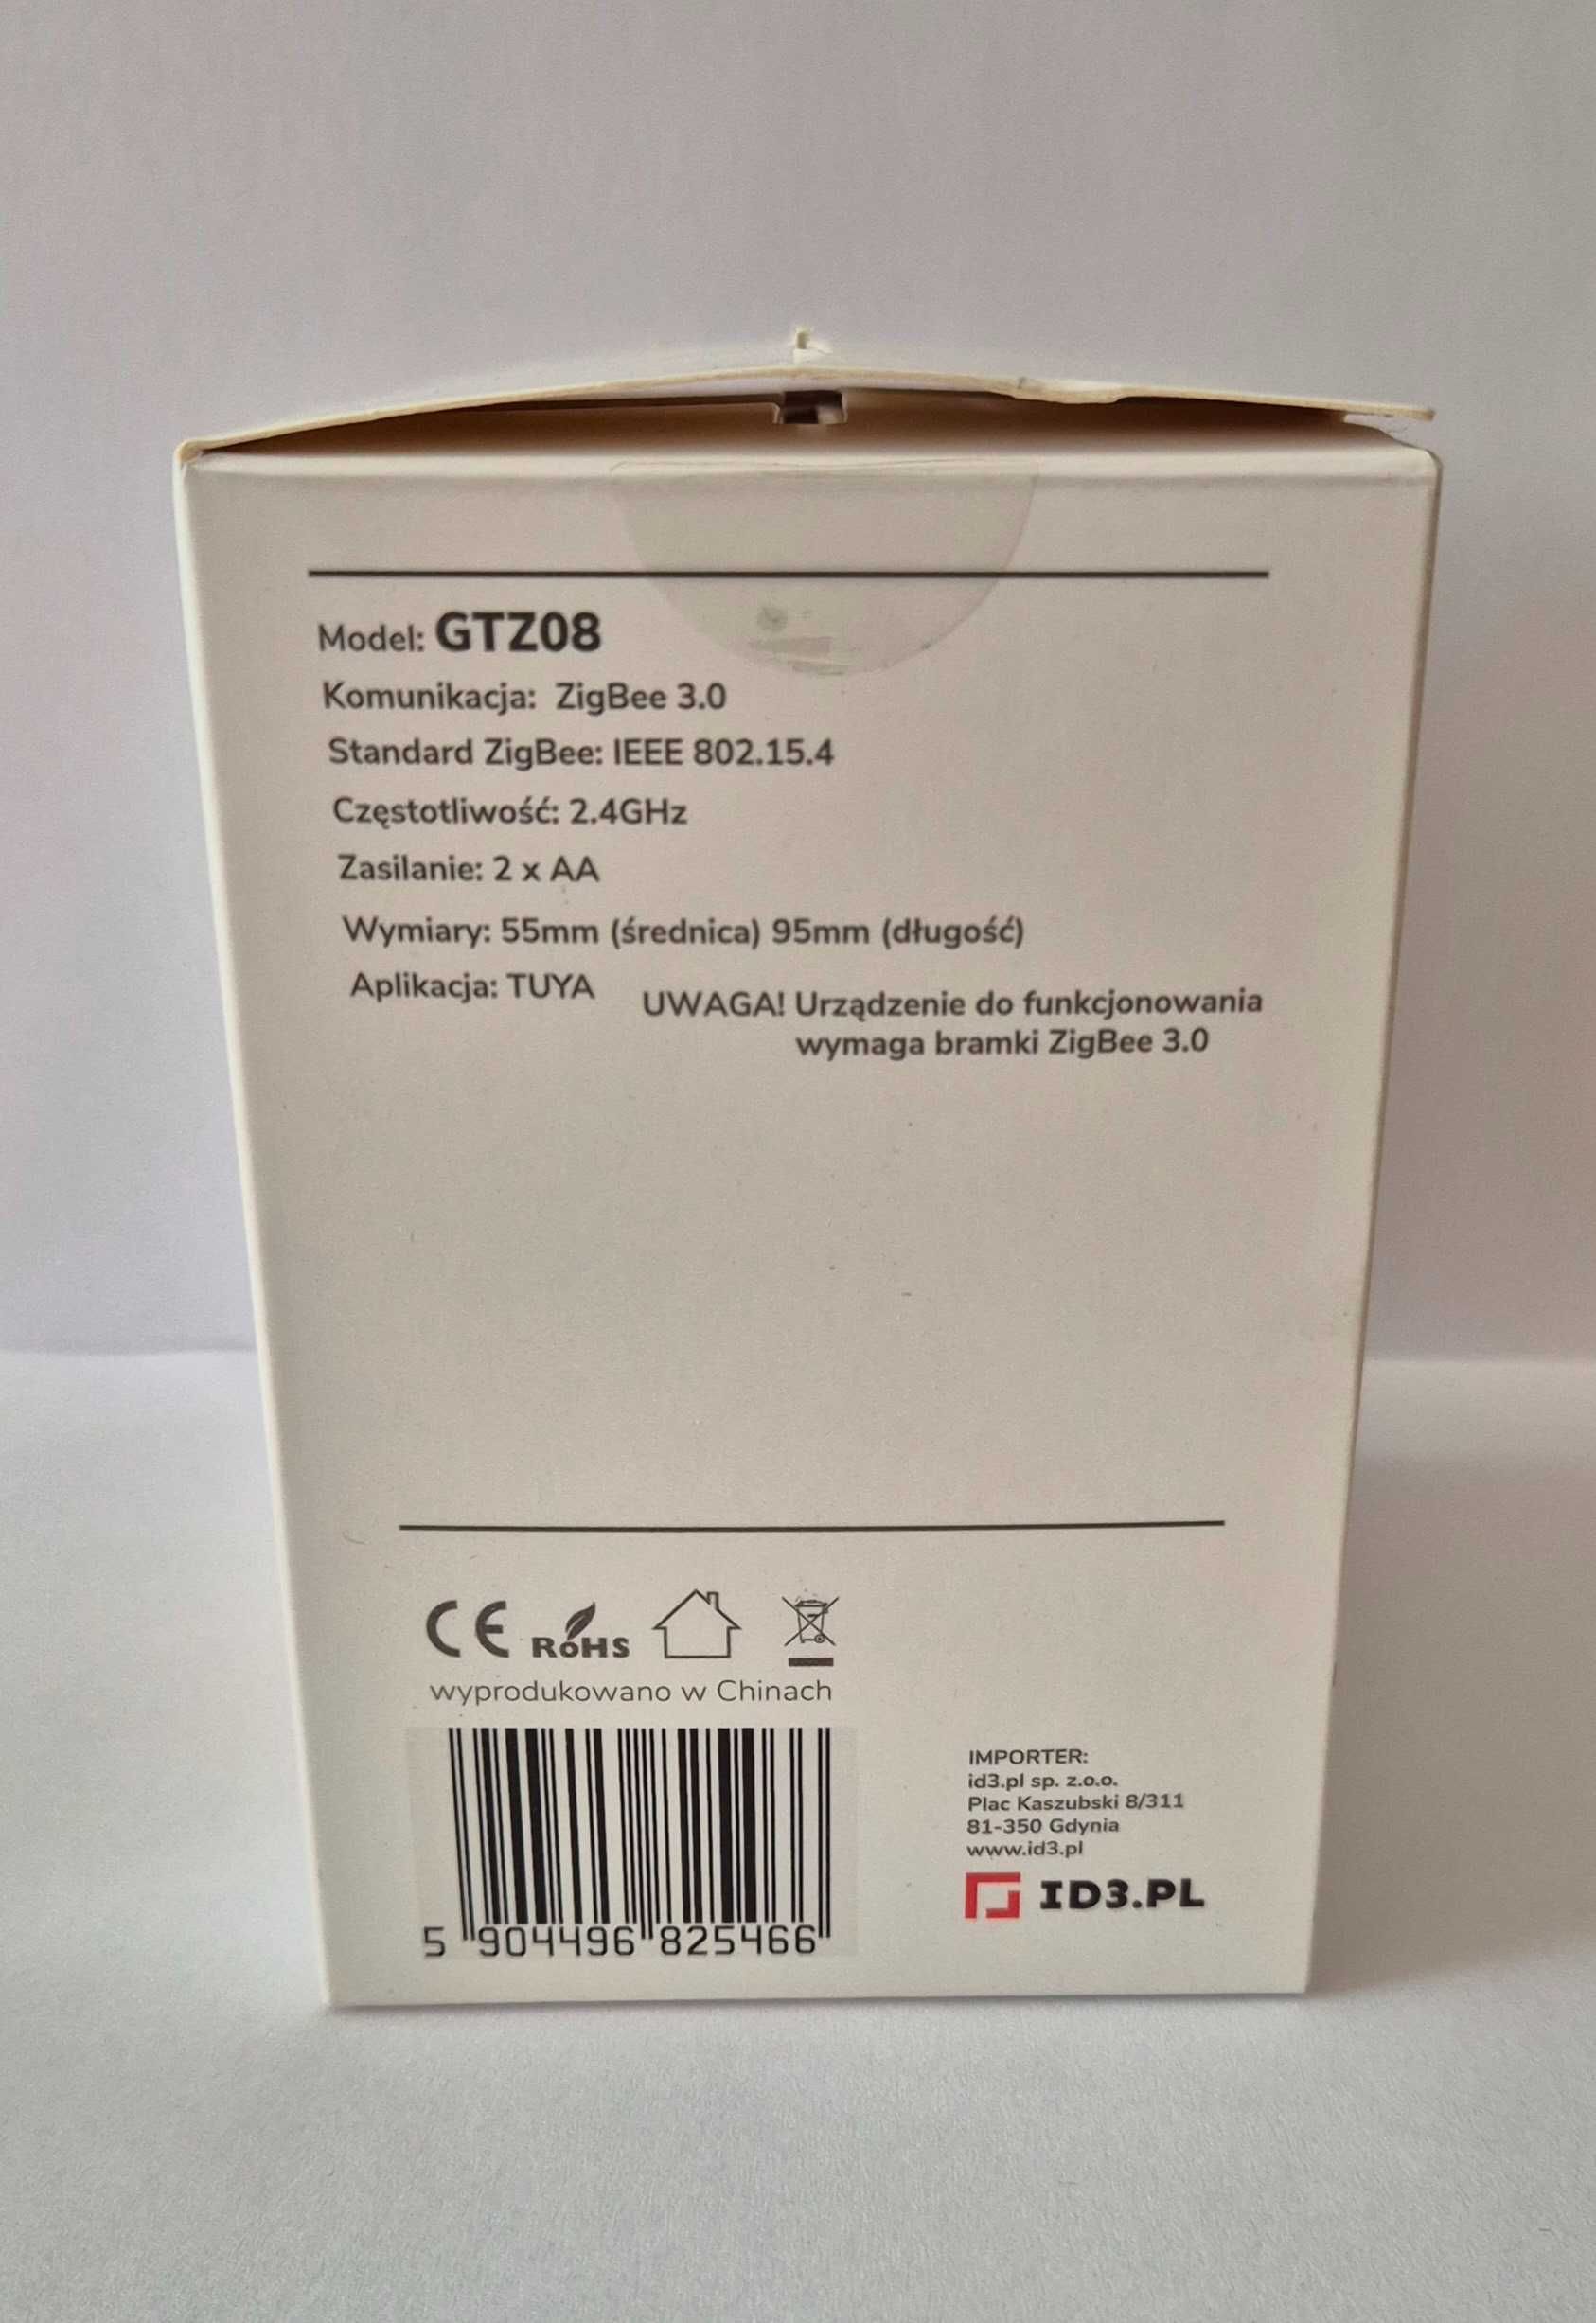 Model: GTZ08
Komunikacja: ZigBee 3.0
Standard ZigBee: IEEE 802.15.4
Częstotliwość: 2.4GHz
Zasilanie: 2 x AA
Wymiary: 55mm (średnica) 95mm (długość)
Aplikacja: TUYA
UWAGA! Urządzenie do funkcjonowania
wymaga bramki ZigBee 3.0
CE RoHS
wyprodukowano w Chinach
5 904496 825466
IMPORTER:
id3.pl sp. z.o.o.
Plac Kaszubski 8/311
81-350 Gdynia
www.id3.pl
ID3.PL